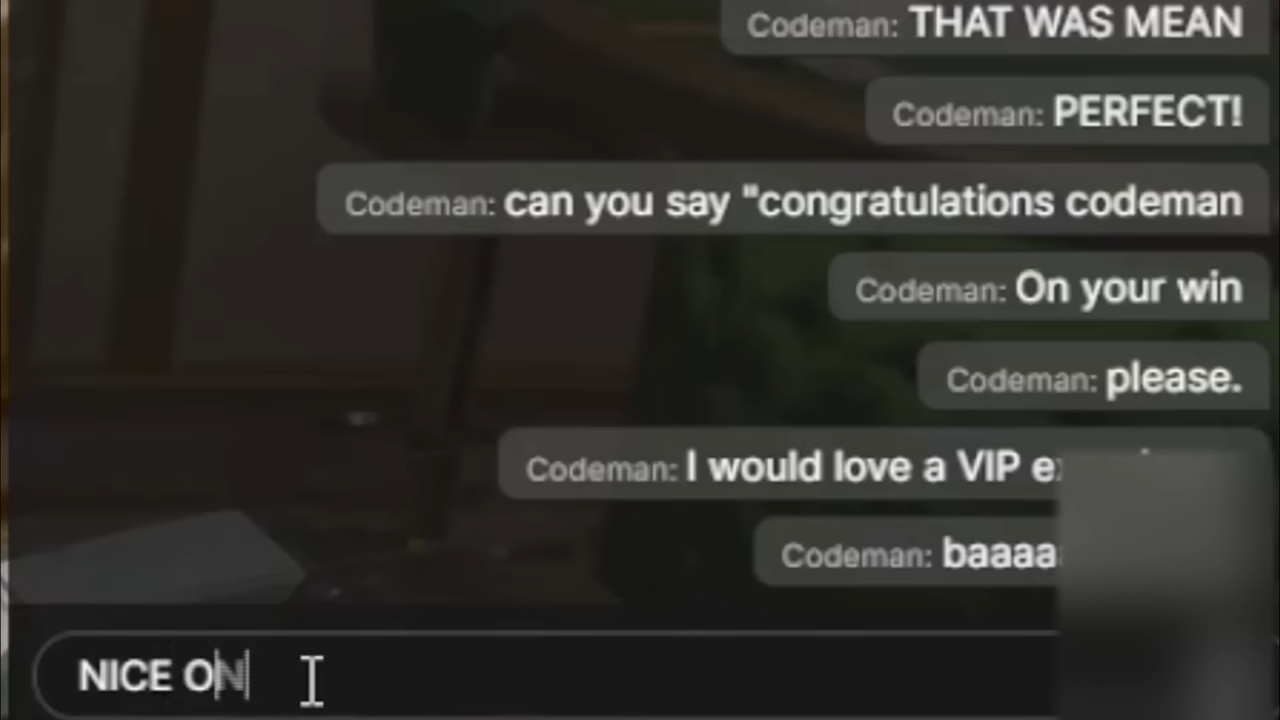 Codeman: THAT WAS MEAN
Codeman: PERFECT!
Codeman: can you say "congratulations codeman
Codeman: On your win
Codeman: please.
Codeman: I would love a VIP
Codeman:
NICE ON